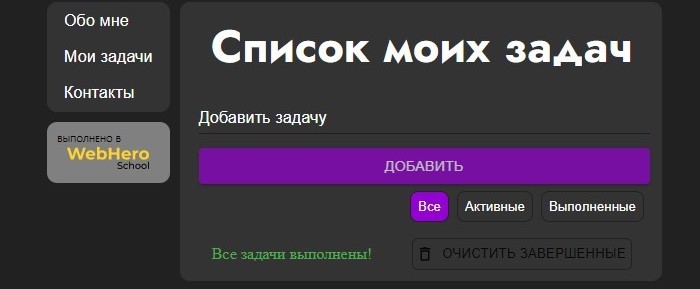 Обо мне
Мои задачи
Контакты
ВЫПОЛНЕНО В
WebHero
School
Список моих задач
Добавить задачу
ДОБАВИТЬ
Все Активные Выполненные
Все задачи выполнены! ОЧИСТИТЬ ЗАВЕРШЕННЫЕ